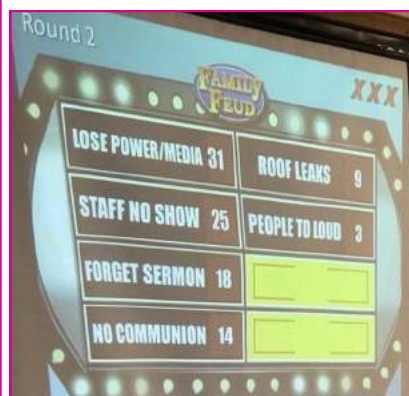 Round 2
FAMILY
FEUD
XXX
LOSE POWER/MEDIA 31
STAFF NO SHOW 25
FORGET SERMON 18
NO COMMUNION 14
ROOF LEAKS 9
PEOPLE TO LOUD 3